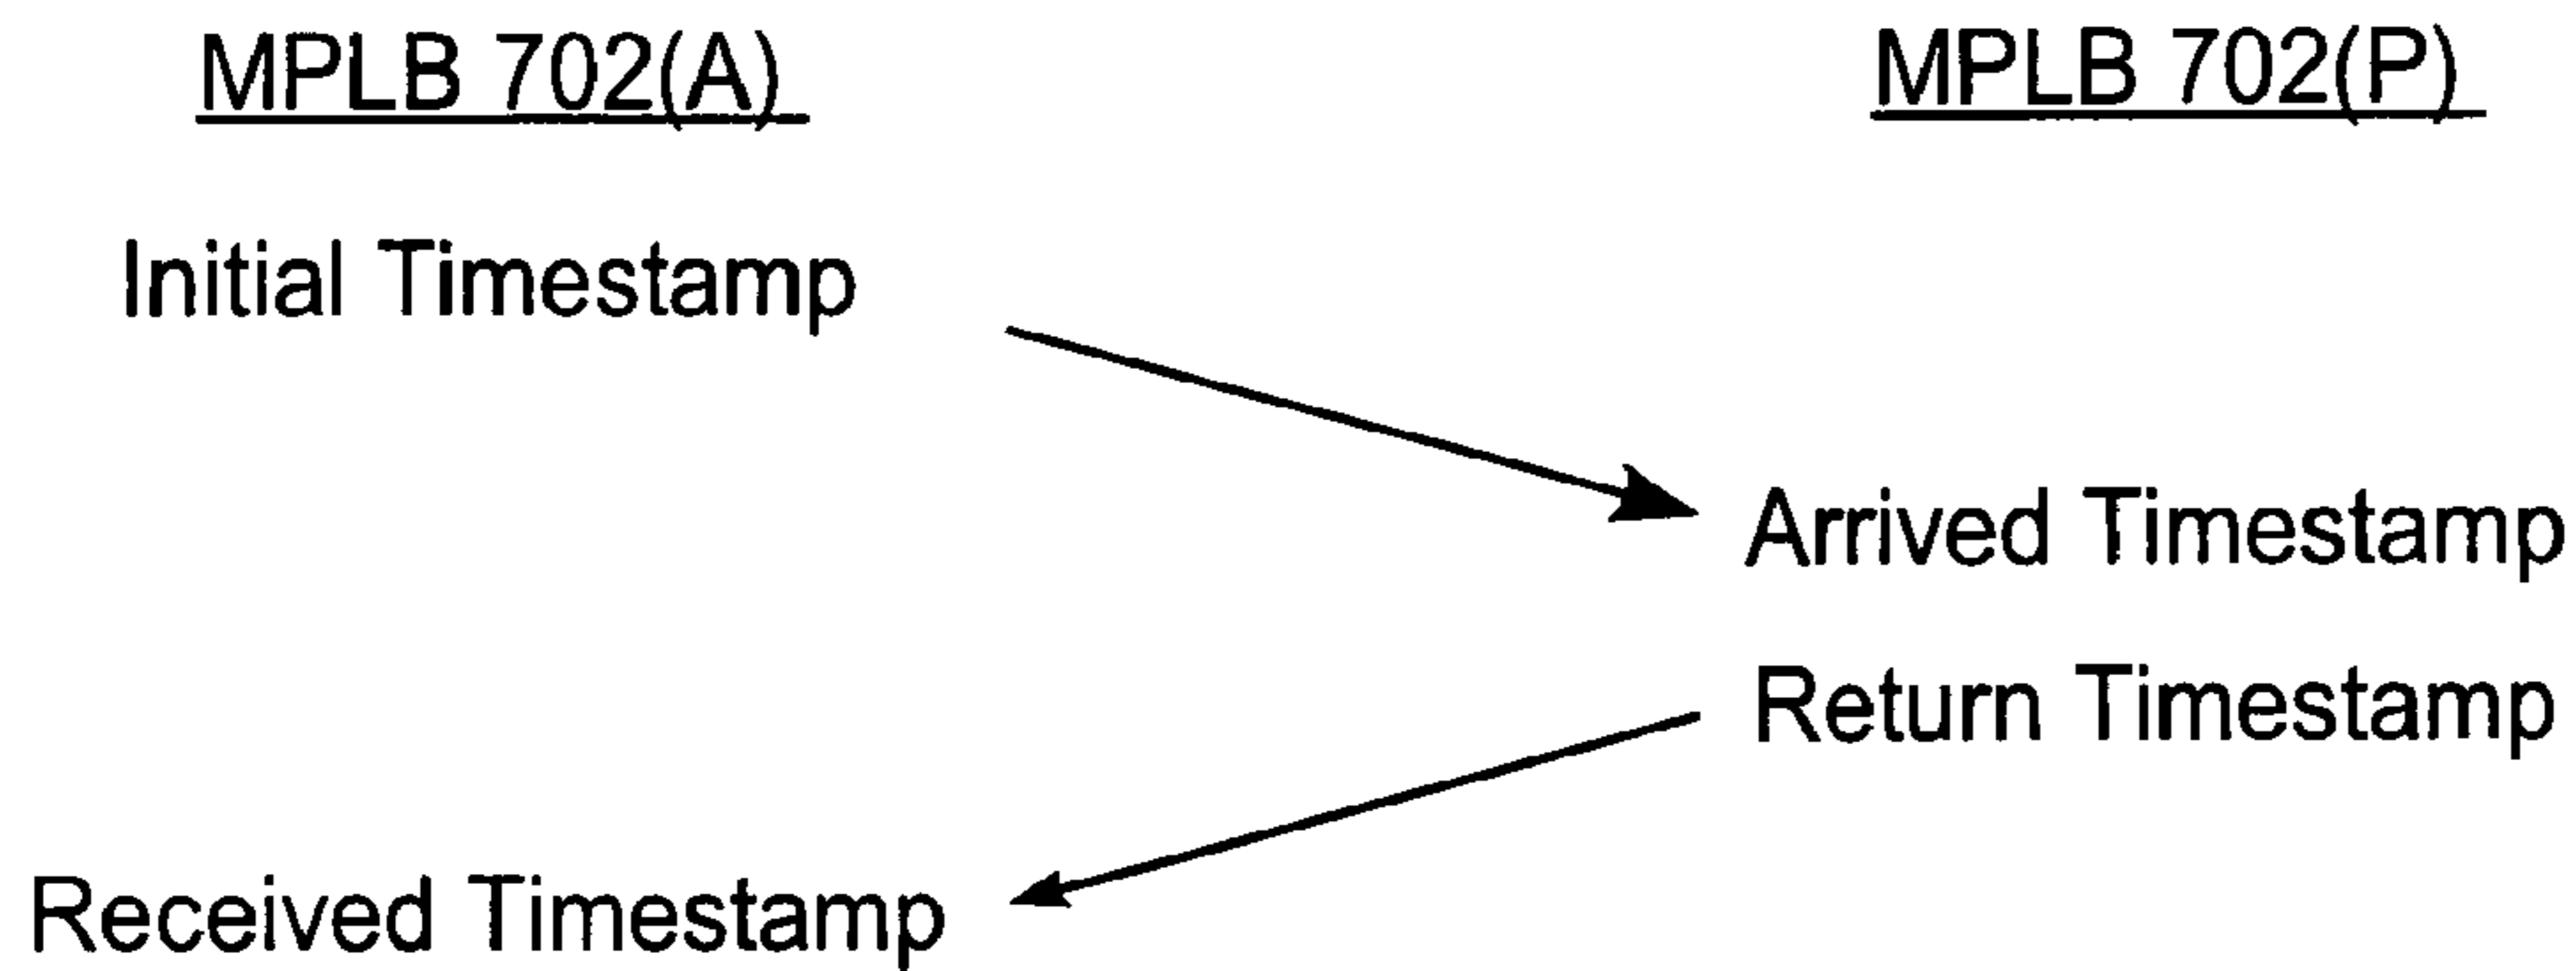 MPLB 702(A)
MPLB 702(P)
Initial Timestamp
Arrived Timestamp
Return Timestamp
Received Timestamp